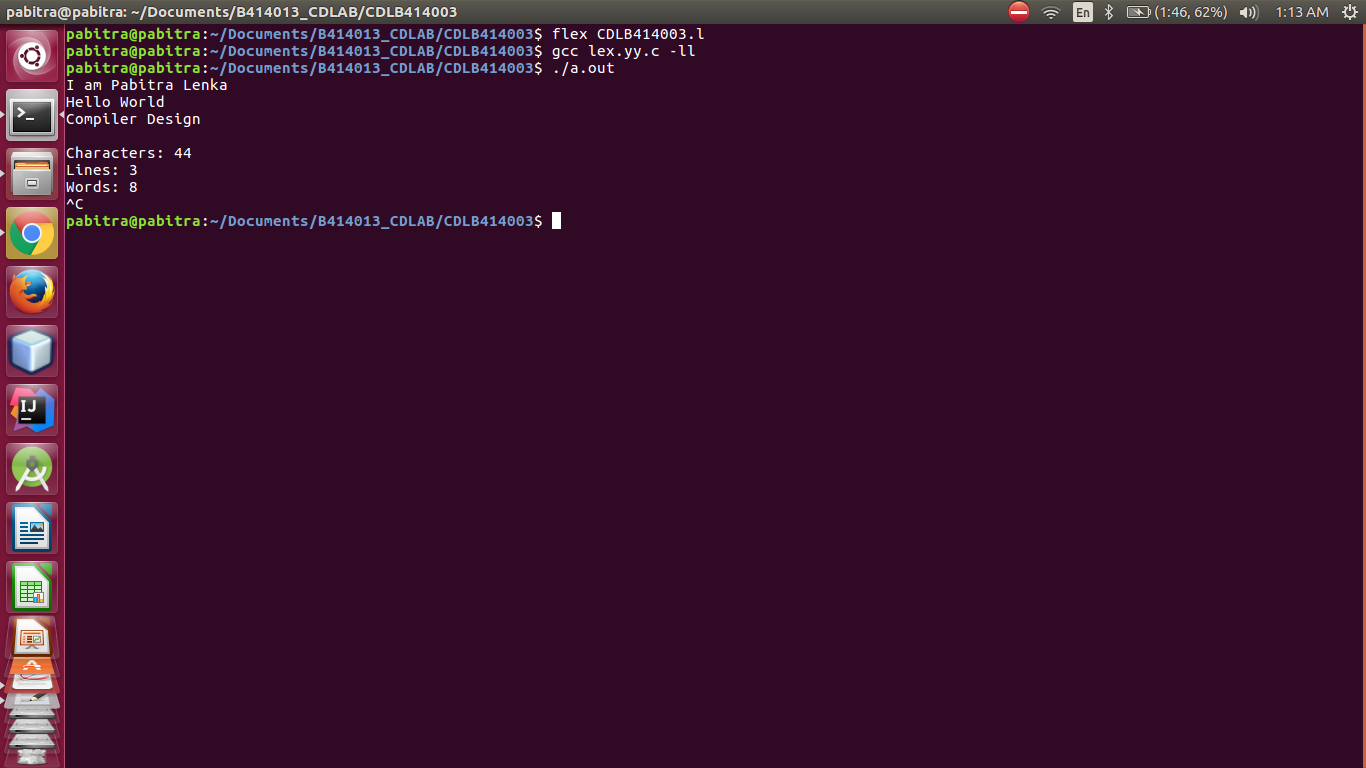 pabitra@pabitra: ~/Documents/B414013_CDLAB/CDLB414003
En (1:46, 62%) 1:13 AM
pabitra@pabitra:~/Documents/B414013_CDLAB/CDLB414003$ flex CDLB414003.l
pabitra@pabitra:~/Documents/B414013_CDLAB/CDLB414003$ gcc lex.yy.c -ll
pabitra@pabitra:~/Documents/B414013_CDLAB/CDLB414003$ ./a.out
I am Pabitra Lenka
Hello World
Compiler Design
Characters: 44
Lines: 3
Words: 8
^C
pabitra@pabitra:~/Documents/B414013_CDLAB/CDLB414003$
>_
IJ